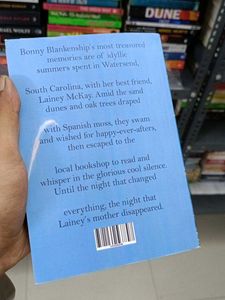 DUNE
DUNE
Bonny Blankenship's most treasured
memories are of idyllic
summers spent in Watersend,
South Carolina, with her best friend,
Lainey McKay. Amid the sand
dunes and oak trees draped
with Spanish moss, they swam
and wished for happy-ever-afters,
then escaped to the
local bookshop to read and
whisper in the glorious cool silence.
Until the night that changed
everything, the night that
Lainey's mother disappeared.